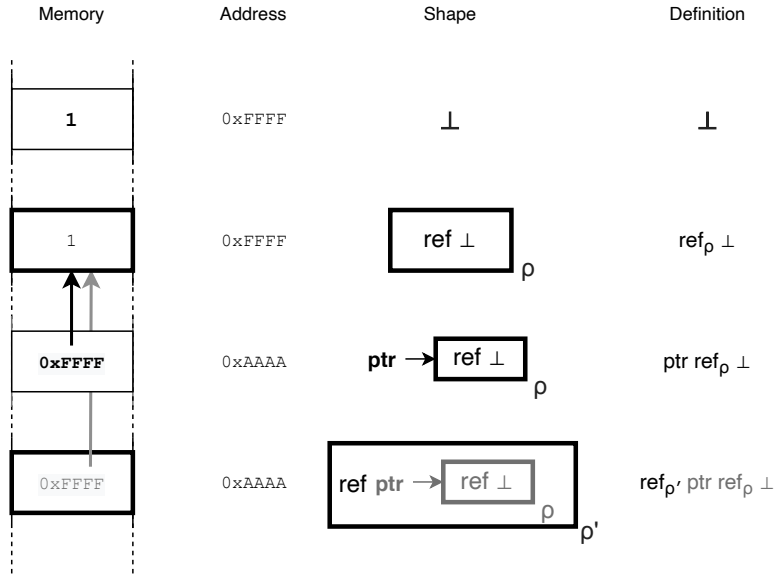 Memory Address Shape Definition
1 0xFFFF ⊥ ⊥
1 0xFFFF ref ⊥ ρ refρ ⊥
0xFFFF 0xAAAA ptr ref ⊥ ρ ptr refρ ⊥
0xFFFF 0xAAAA ref ptr ref ⊥ ρ ρ' refρ' ptr refρ ⊥